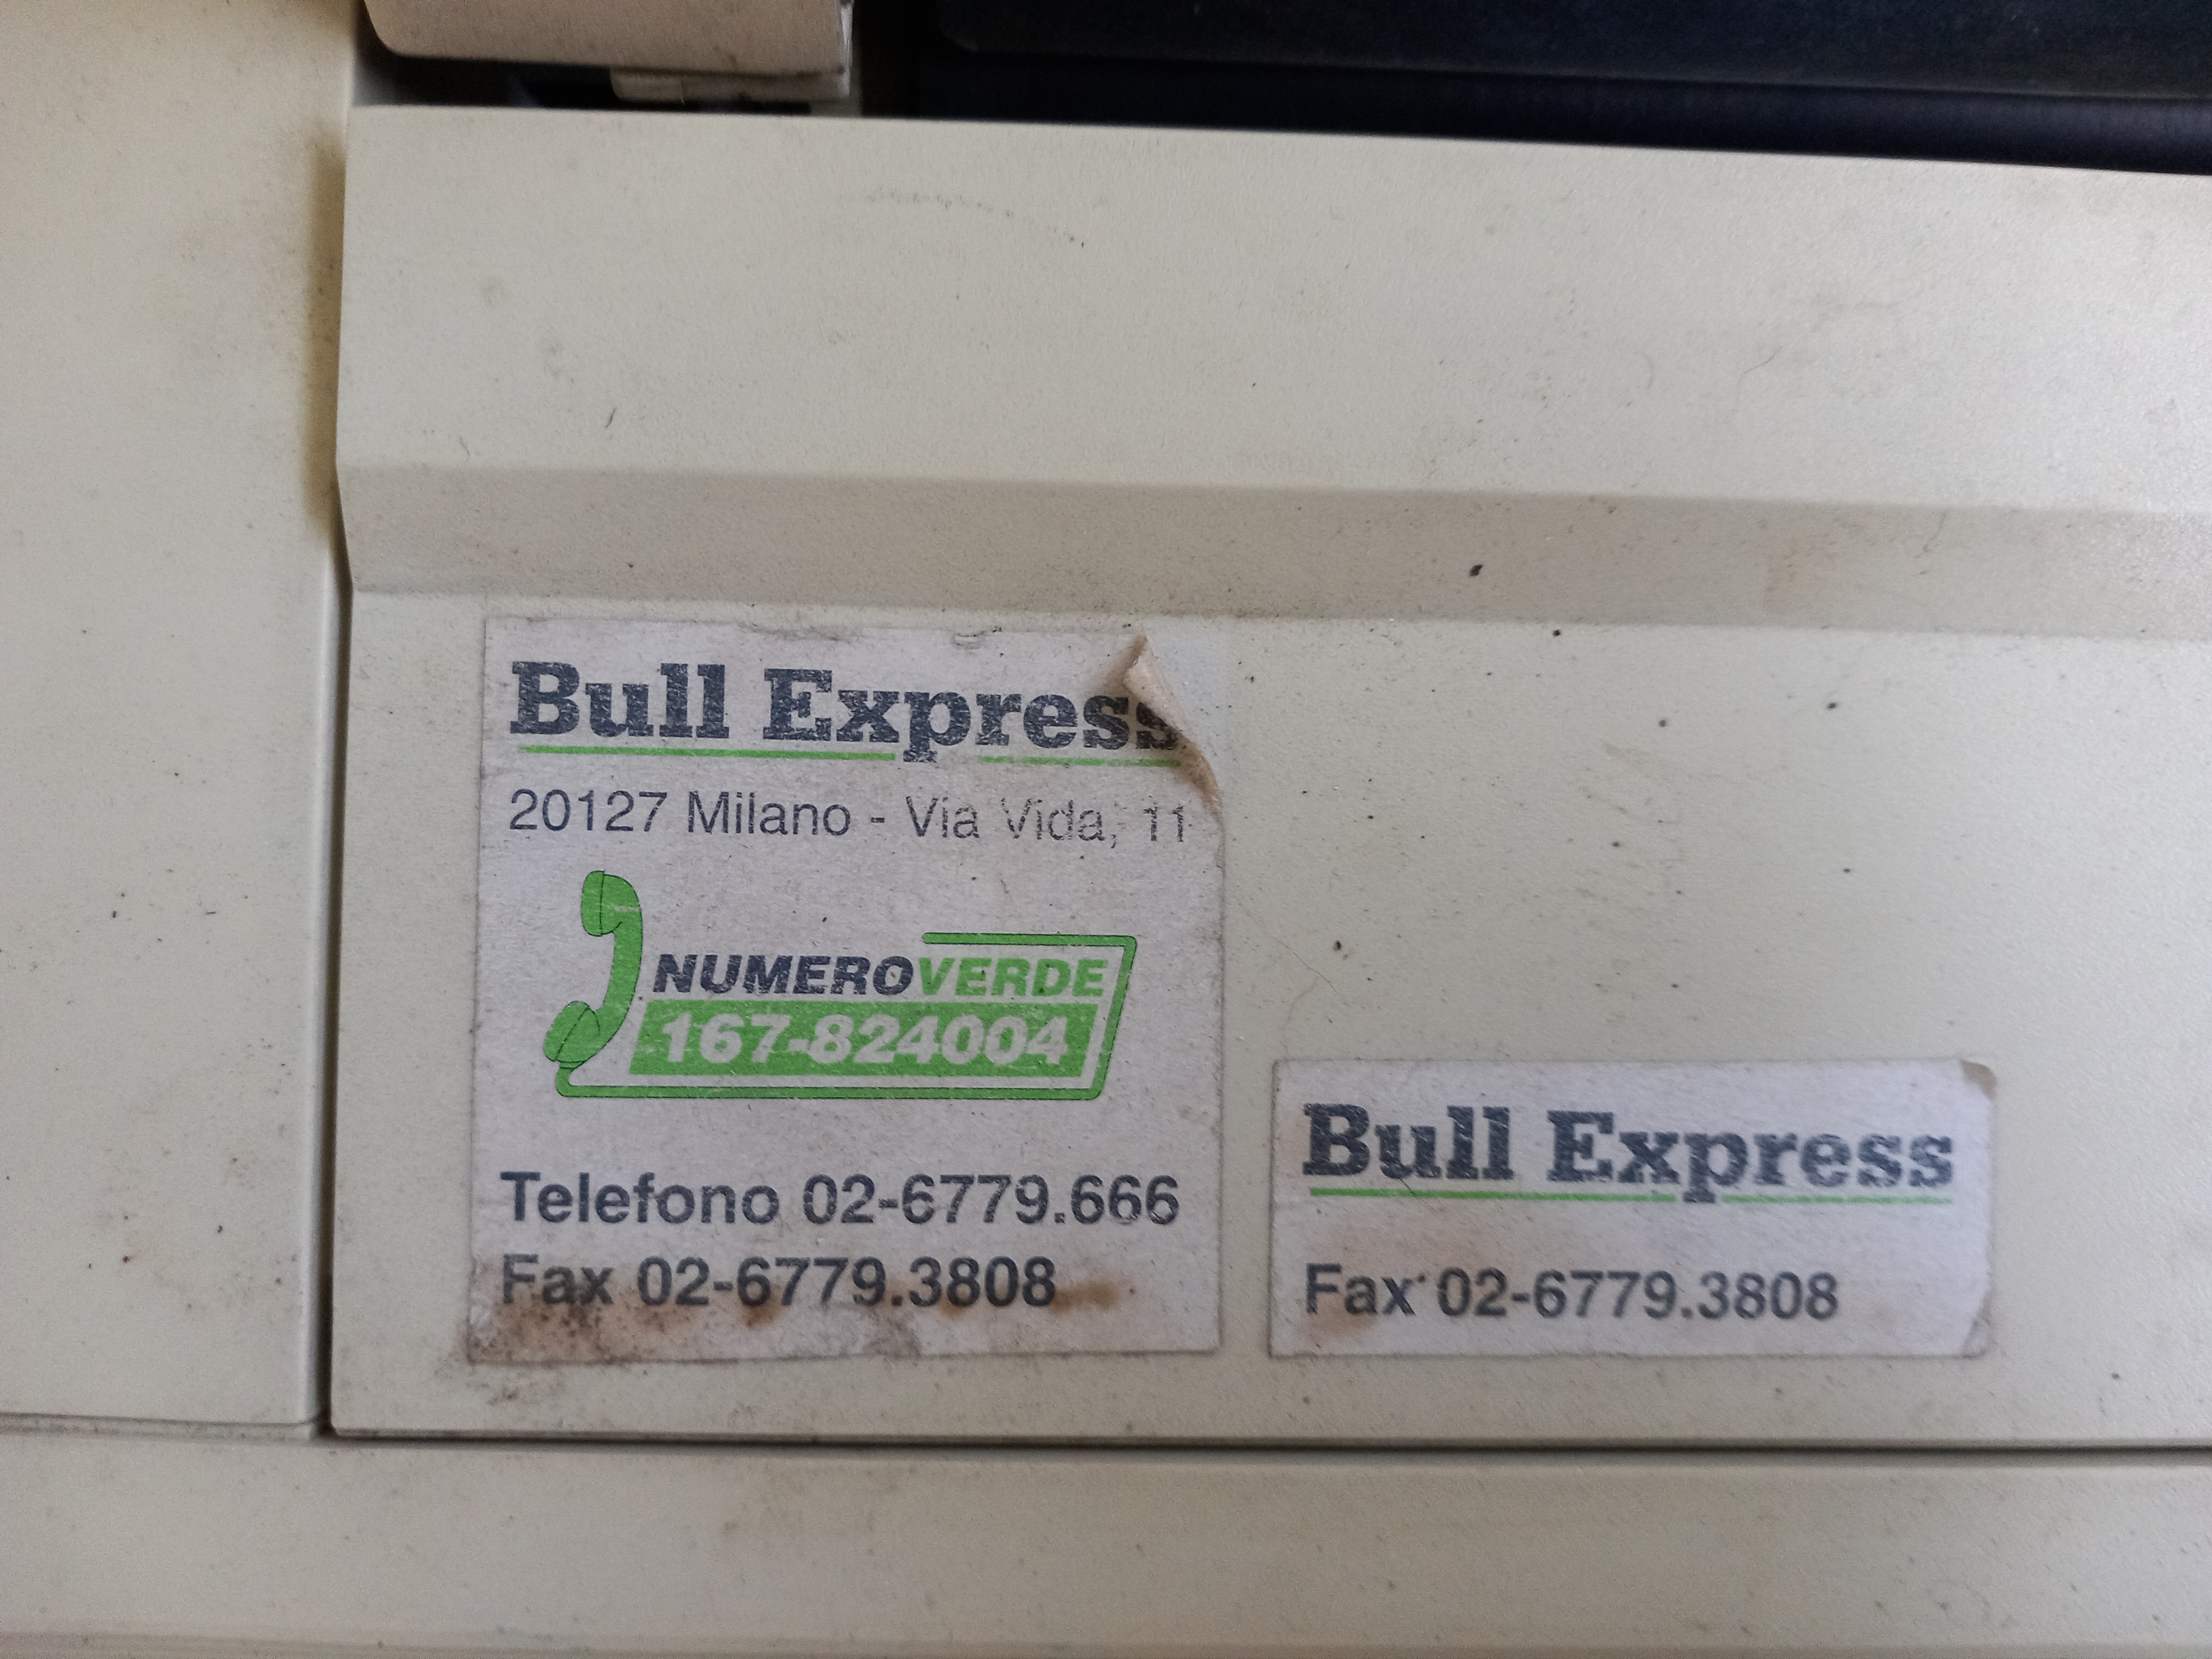 Bull Express
20127 Milano - Via Vida, 11
NUMEROVERDE
167-824004
Telefono 02-6779.666
Fax 02-6779.3808
Bull Express
Fax 02-6779.3808